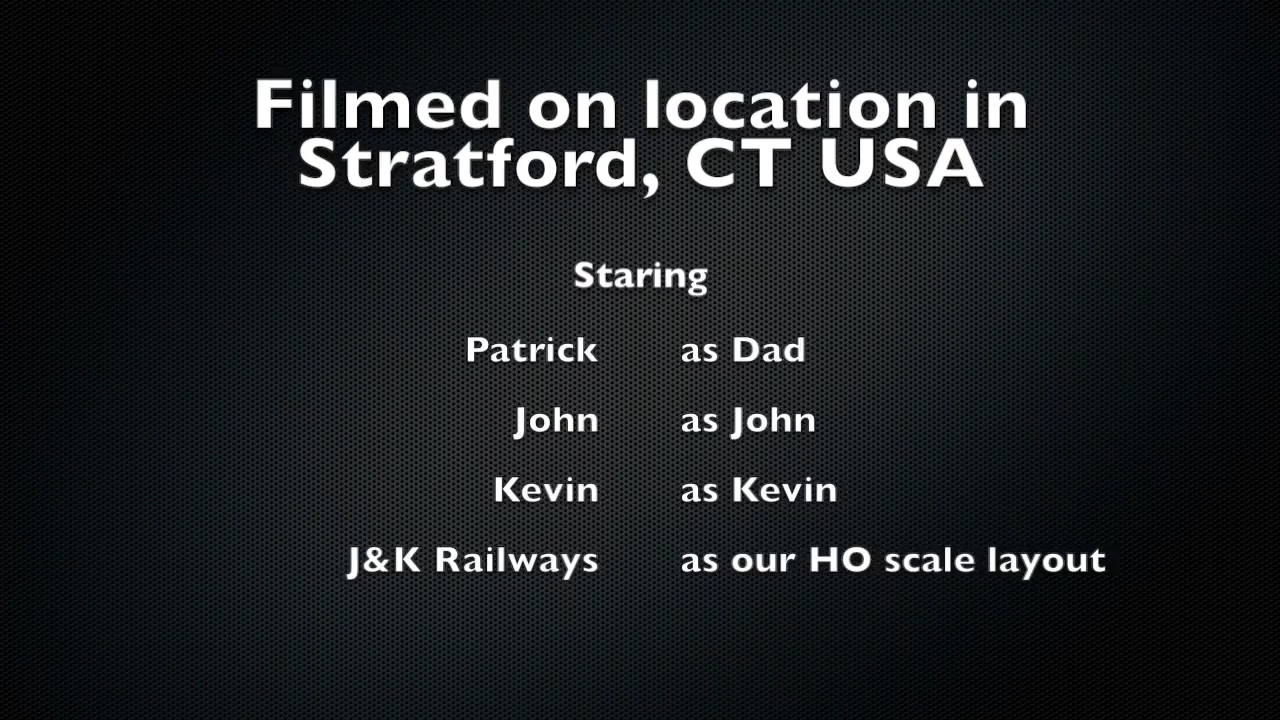 Filmed on location in
Stratford, CT USA
Staring
Patrick as Dad
John as John
Kevin as Kevin
J&K Railways as our HO scale layout